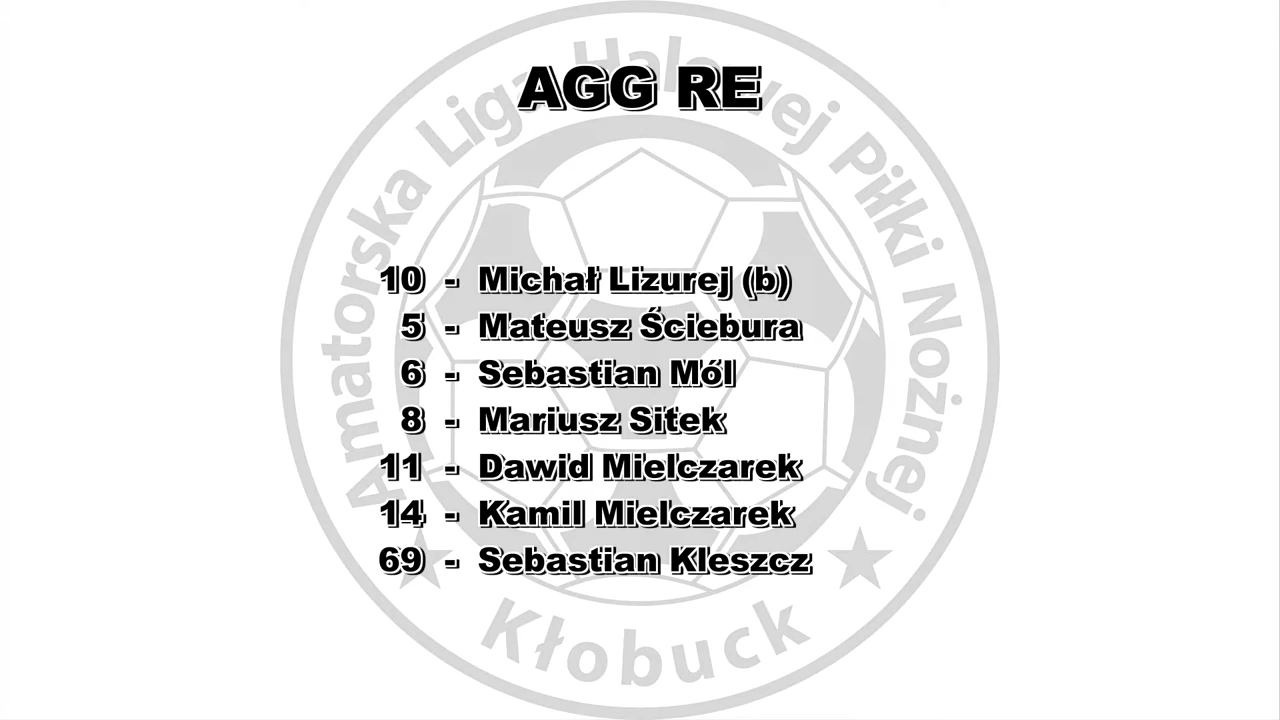 AGG RE
10 - Michał Lizurej (b)
5 - Mateusz Ściebura
6 - Sebastian Mól
8 - Mariusz Sitek
11 - Dawid Mielczarek
14 - Kamil Mielczarek
69 - Sebastian Kleszcz
Amatorska Liga Halowej Piłki Nożnej
Kłobuck